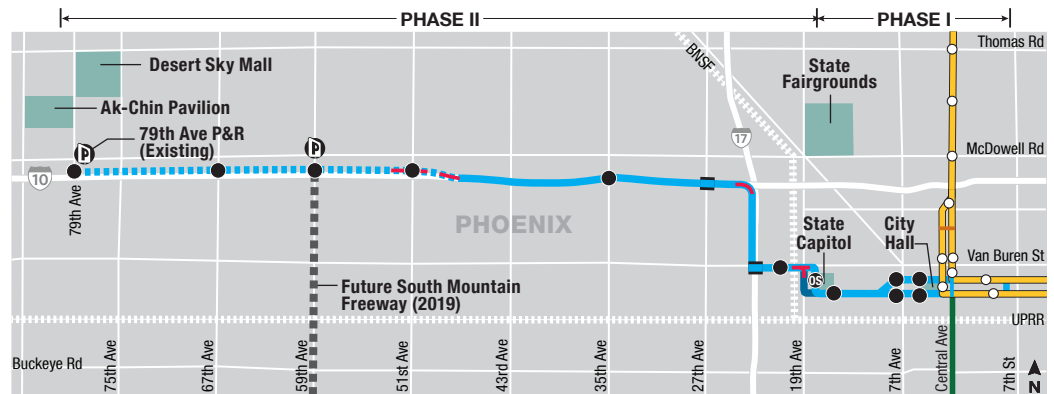 PHASE II
PHASE I
Thomas Rd
BNSF
Desert Sky Mall
State
Fairgrounds
Ak-Chin Pavilion
P
79th Ave P&R
(Existing)
P
17
McDowell Rd
10
79th Ave
PHOENIX
State
Capitol
City
Hall
Van Buren St
OS
Future South Mountain
Freeway (2019)
UPRR
Buckeye Rd
75th Ave
67th Ave
59th Ave
51st Ave
43rd Ave
35th Ave
27th Ave
19th Ave
7th Ave
Central Ave
7th St
N